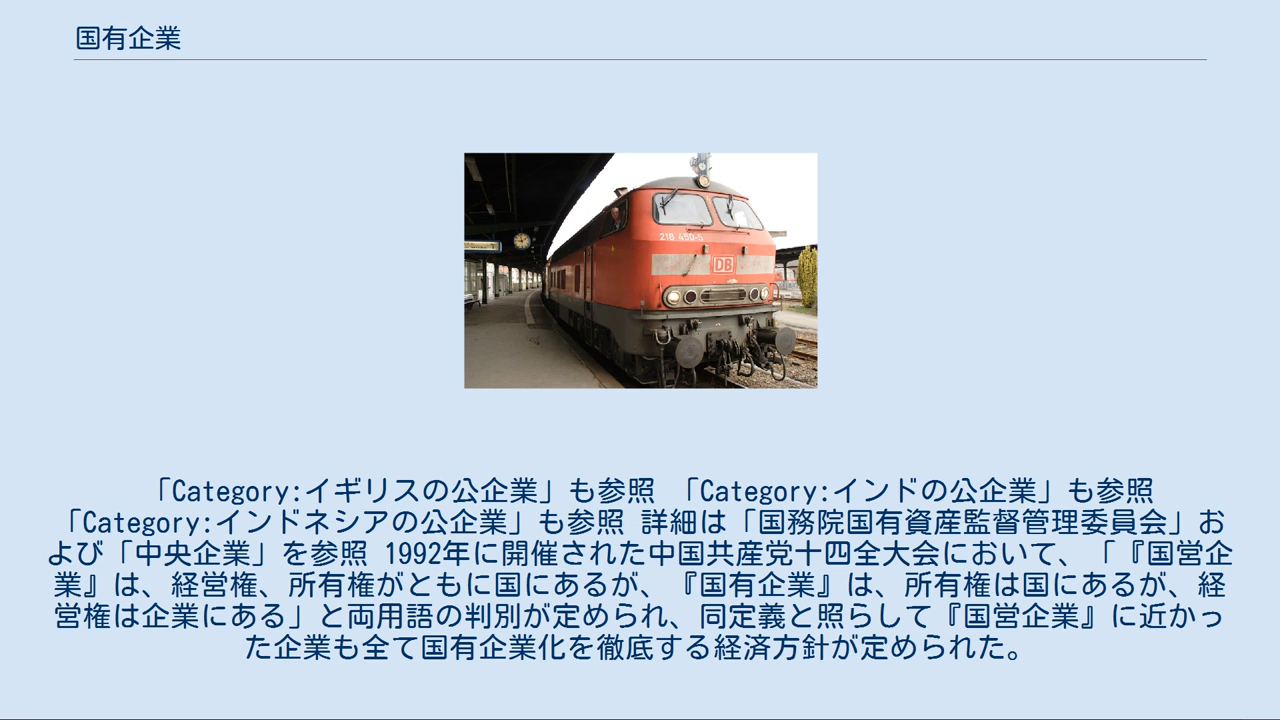 国有企業
218 450-5
DB
「Category:イギリスの公企業」も参照 「Category:インドの公企業」も参照
「Category:インドネシアの公企業」も参照 詳細は「国務院国有資産監督管理委員会」お
よび「中央企業」を参照 1992年に開催された中国共産党十四全大会において、「『国営企
業』は、経営権、所有権がともに国にあるが、『国有企業』は、所有権は国にあるが、経
営権は企業にある」と両用語の判別が定められ、同定義と照らして『国営企業』に近かっ
た企業も全て国有企業化を徹底する経済方針が定められた。